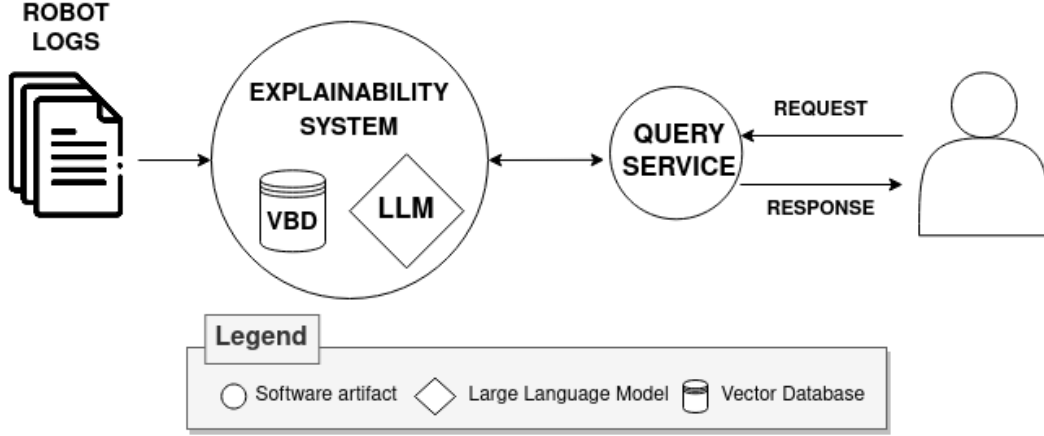 ROBOT
LOGS
EXPLAINABILITY
SYSTEM
VBD
LLM
QUERY
SERVICE
REQUEST
RESPONSE
Legend
Software artifact
Large Language Model
Vector Database